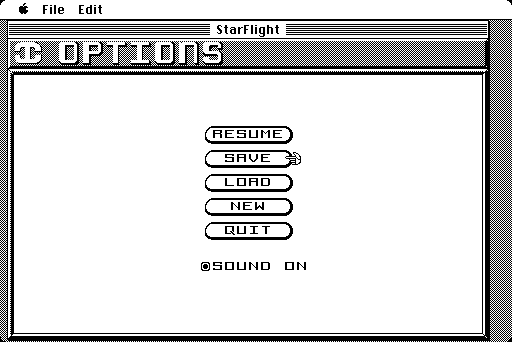 File Edit
StarFlight
OPTIONS
RESUME
SAVE
LOAD
NEW
QUIT
SOUND ON